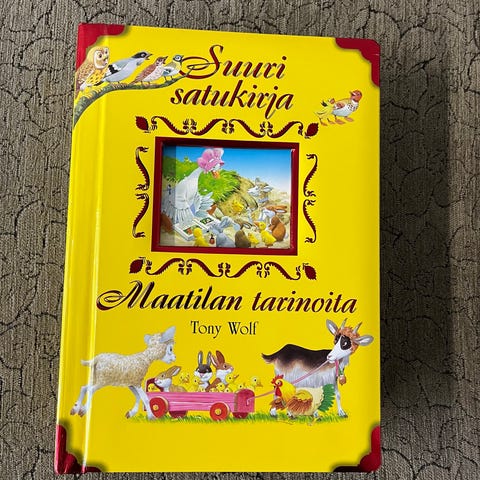 Suuri
satukirja
Maatilan tarinoita
Tony Wolf